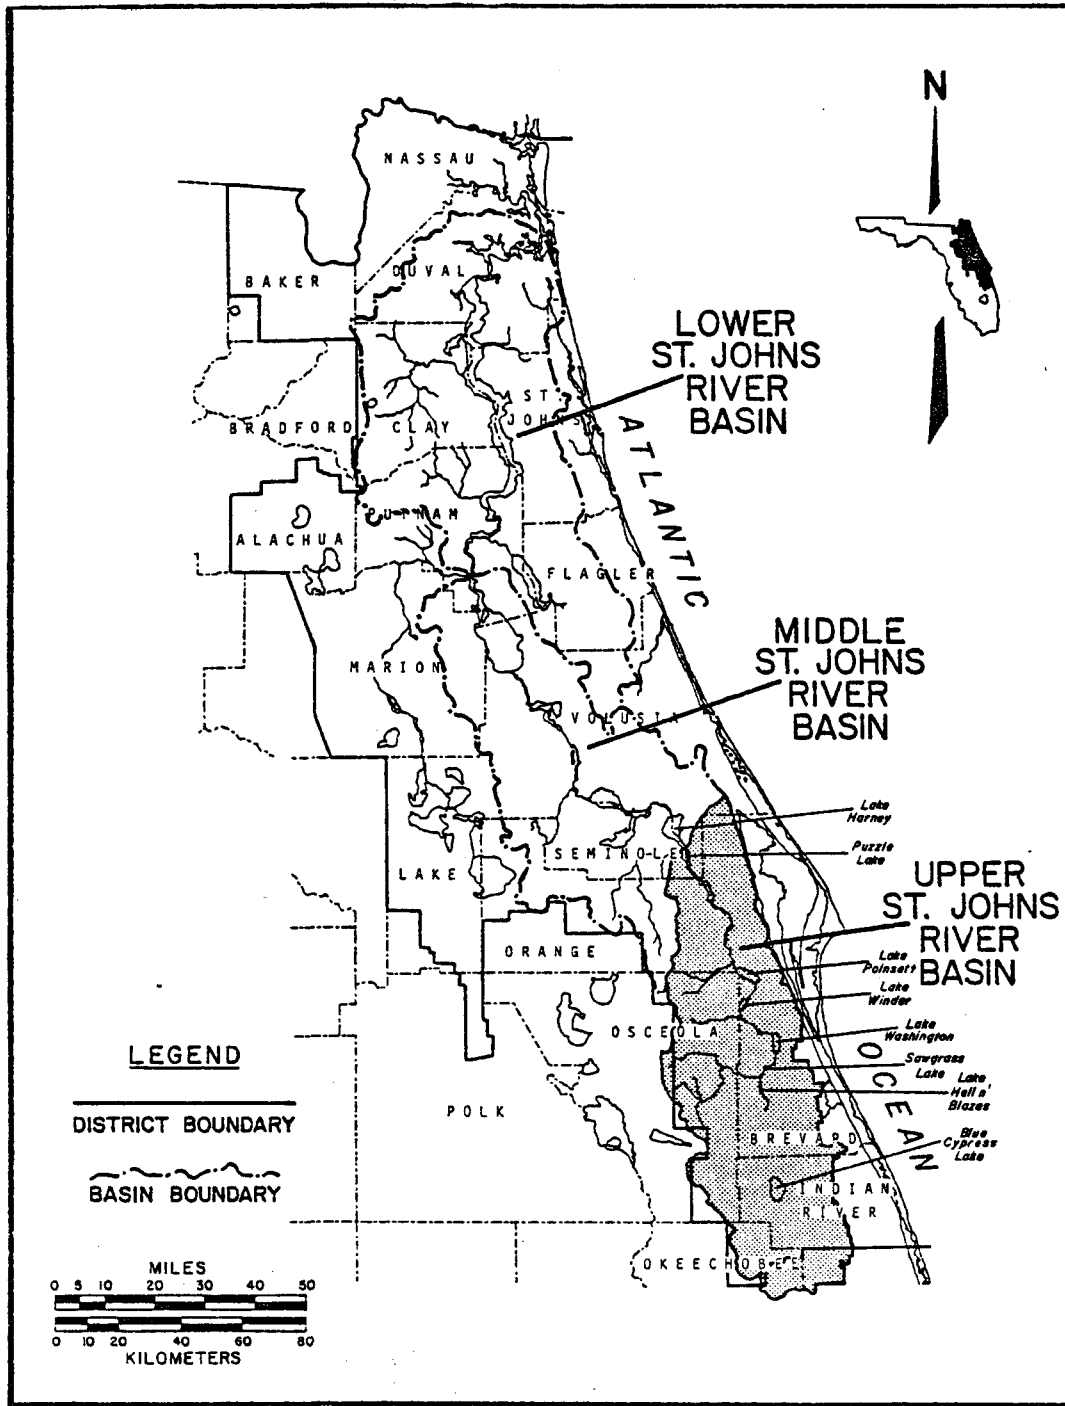 N
NASSAU
BAKER
DUVAL
LOWER
ST. JOHNS
RIVER
BASIN
ST.
JOHNS
BRADFORD
CLAY
ATLANTIC
PUTNAM
ALACHUA
FLAGLER
MIDDLE
ST. JOHNS
RIVER
BASIN
MARION
VOLUSIA
Lake
Harney
Puzzle
Lake
SEMINOLE
LAKE
UPPER
ST. JOHNS
RIVER
BASIN
ORANGE
Lake
Poinsett
Lake
Winder
OSCEOLA
Lake
Washington
OCEAN
Sawgrass
Lake
Lake
Hell n'
Blazes
LEGEND
DISTRICT BOUNDARY
POLK
BREVARD
Blue
Cypress
Lake
BASIN BOUNDARY
INDIAN
RIVER
OKEECHOBEE
MILES
0 5 10 20 30 40 50
0 10 20 40 60 80
KILOMETERS